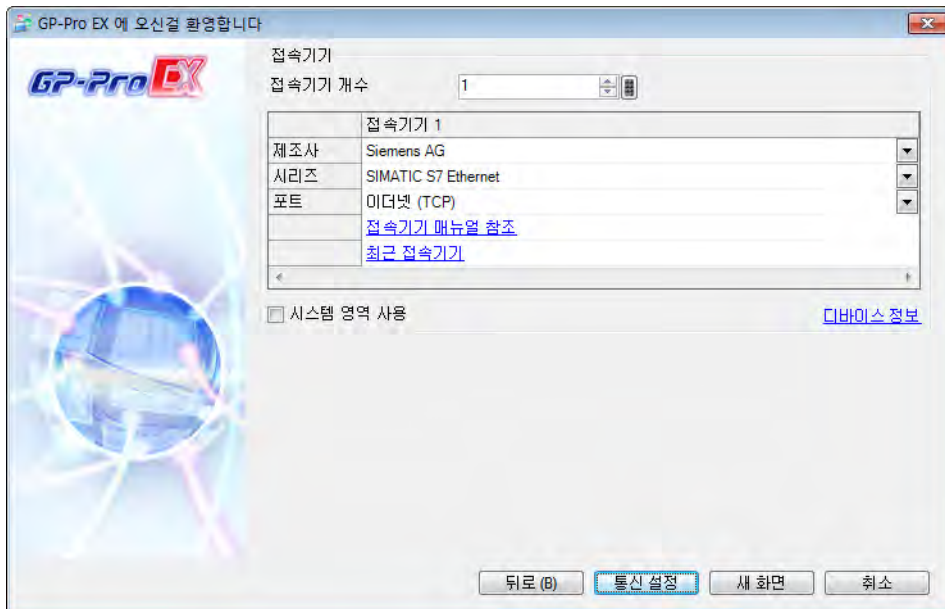 GP-Pro EX 에 오신걸 환영합니다
GP-Pro EX
접속기기
접속기기 개수 1
접속기기 1
제조사 Siemens AG
시리즈 SIMATIC S7 Ethernet
포트 이더넷 (TCP)
접속기기 매뉴얼 참조
최근 접속기기
시스템 영역 사용 디바이스 정보
뒤로 (B) 통신 설정 새 화면 취소